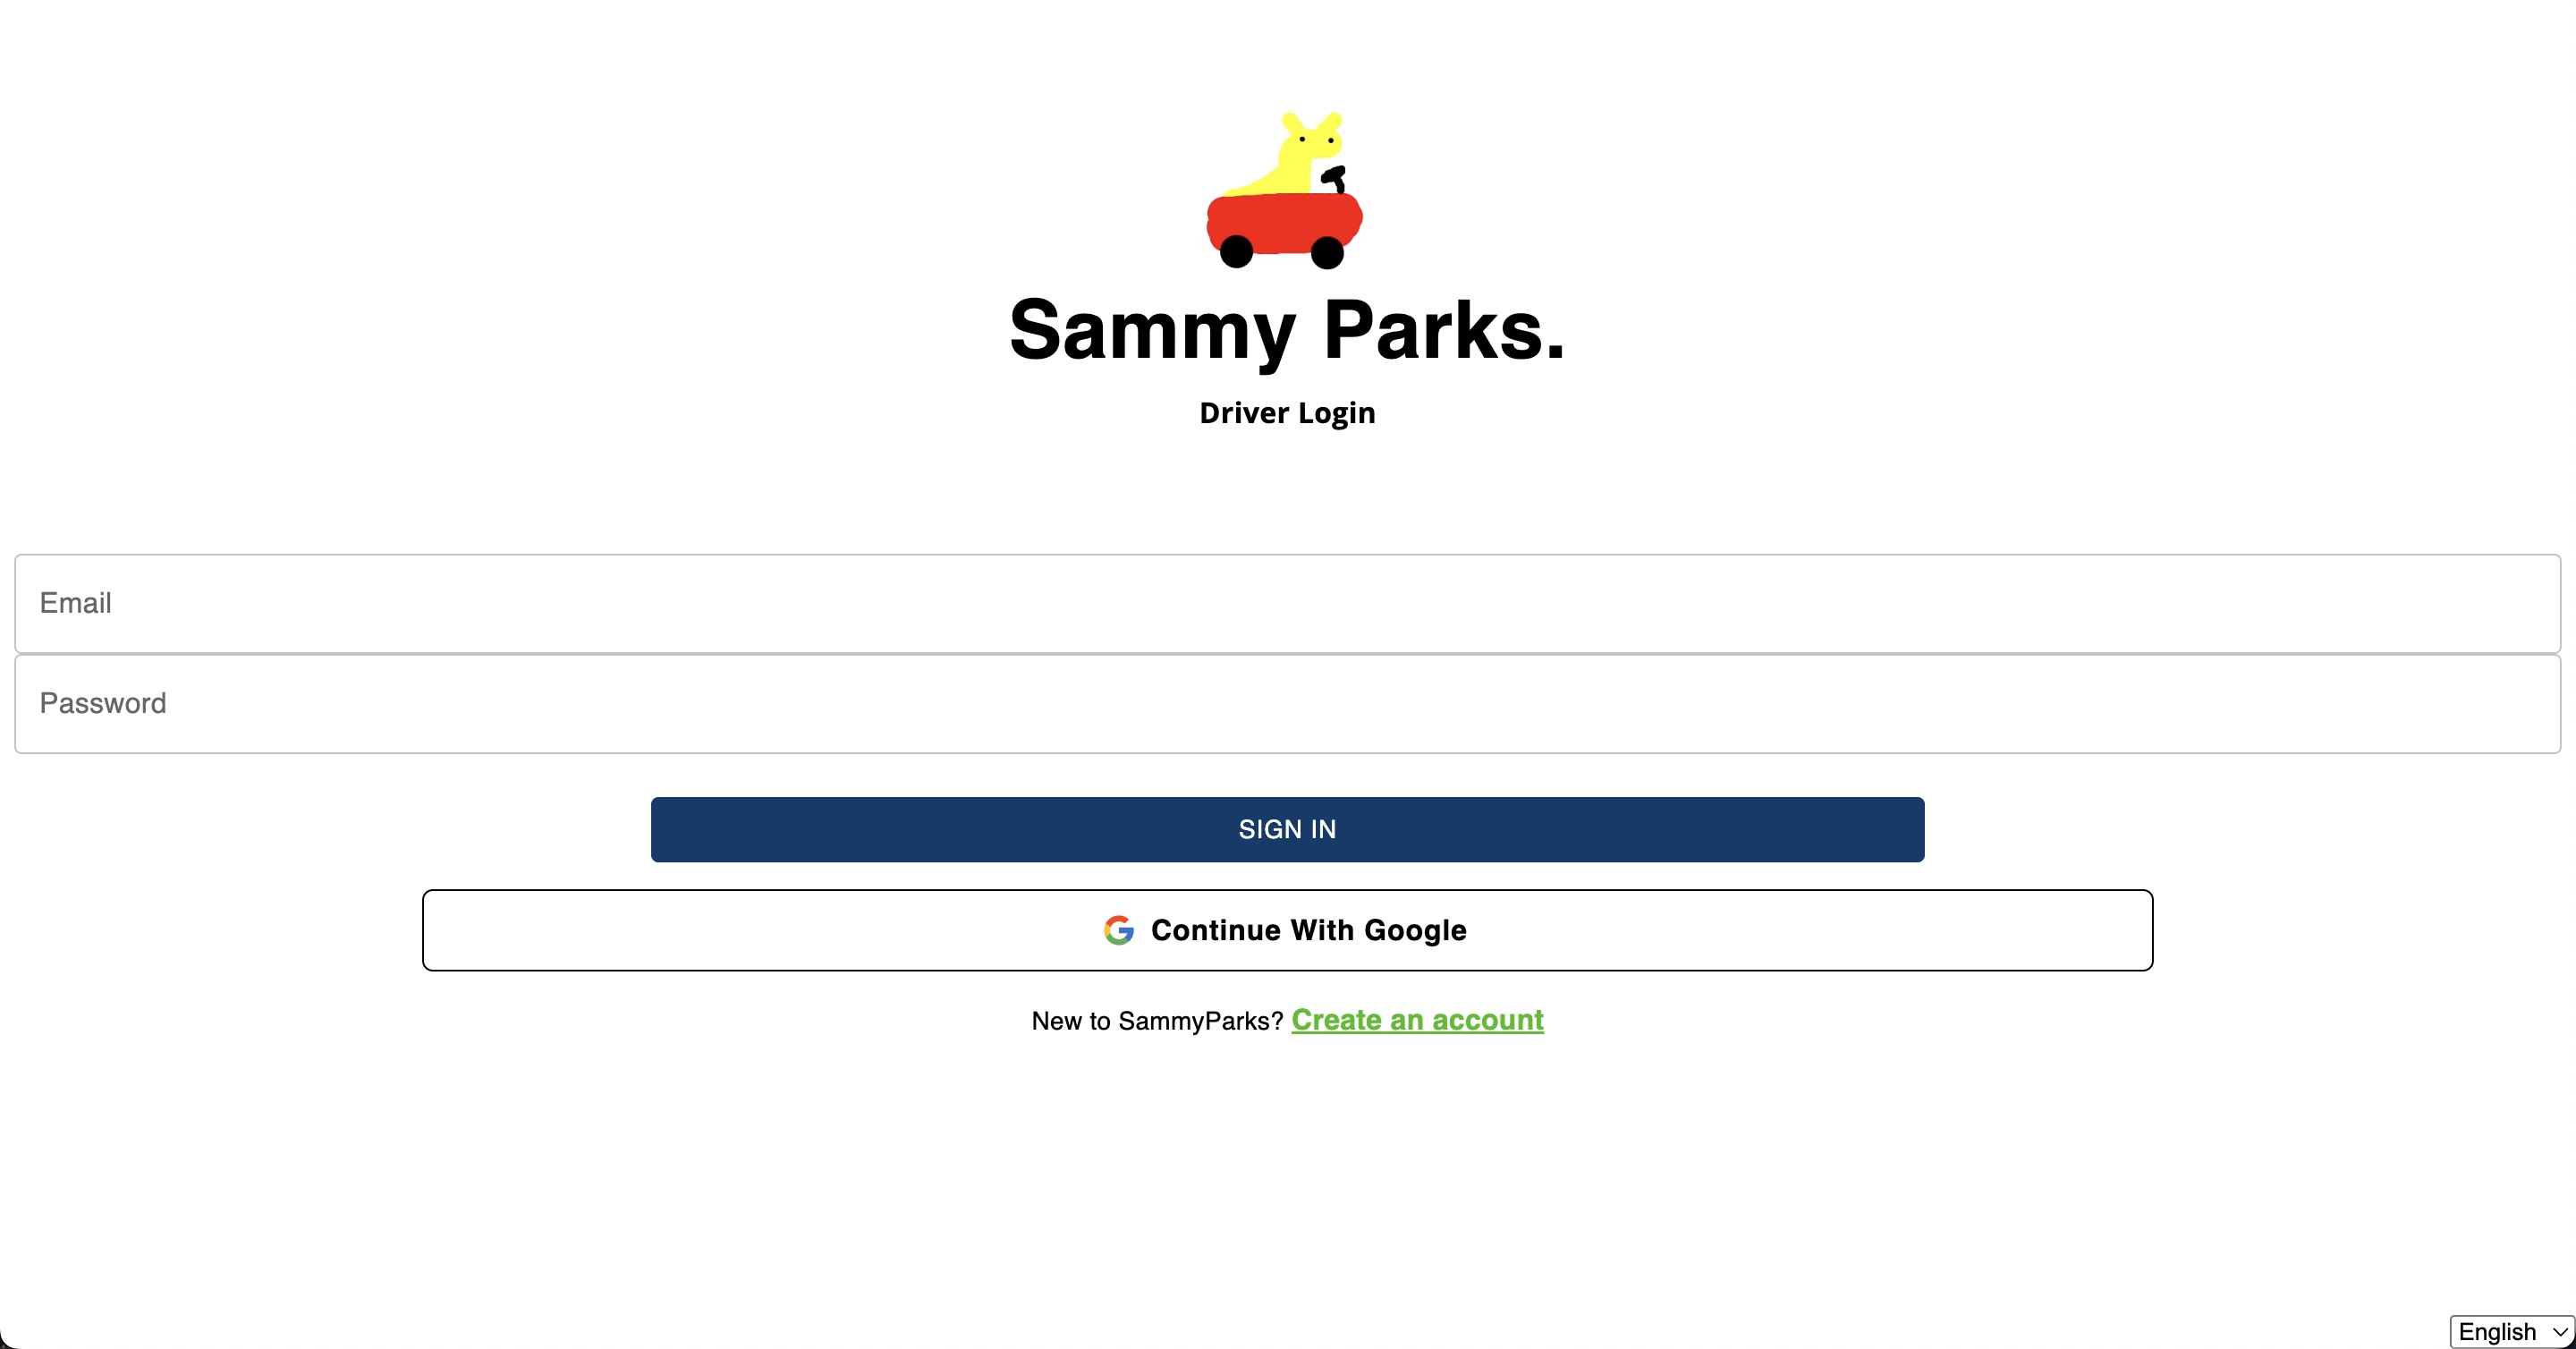 Sammy Parks.
Driver Login
Email
Password
SIGN IN
Continue With Google
New to SammyParks? Create an account
English